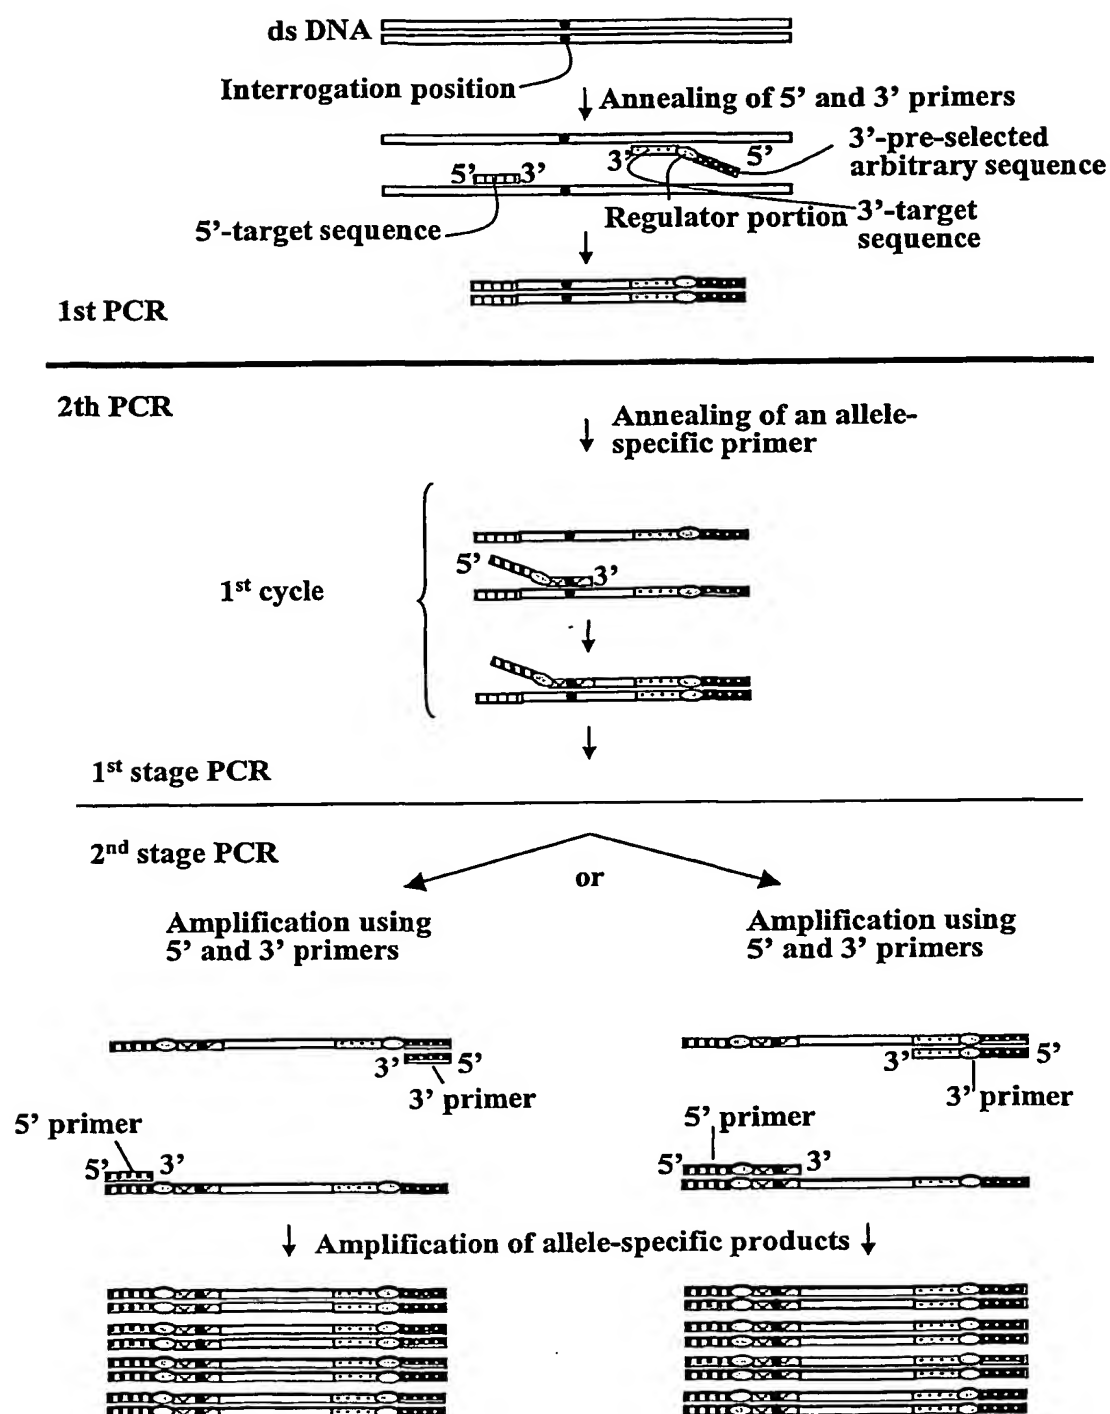 ds DNA
Interrogation position
Annealing of 5’ and 3’ primers
3’-pre-selected
arbitrary sequence
3’
5’
5’
3’
5’-target sequence
Regulator portion
3’-target
sequence
1st PCR
2th PCR
Annealing of an allele-
specific primer
5’
3’
1st cycle
1st stage PCR
2nd stage PCR
or
Amplification using
5’ and 3’ primers
Amplification using
5’ and 3’ primers
3’
5’
3’ primer
5’ primer
5’
3’
3’
5’
3’ primer
5’ primer
5’
3’
Amplification of allele-specific products